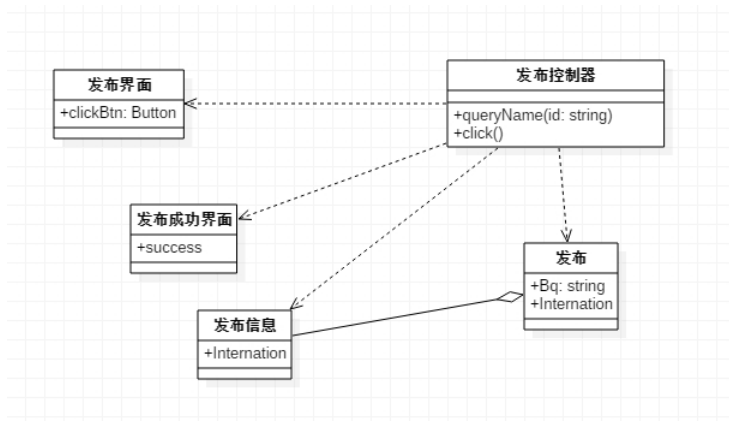 发布界面
+clickBtn: Button
发布控制器
+queryName(id: string)
+click()
发布成功界面
+success
发布
+Bq: string
+Internation
发布信息
+Internation